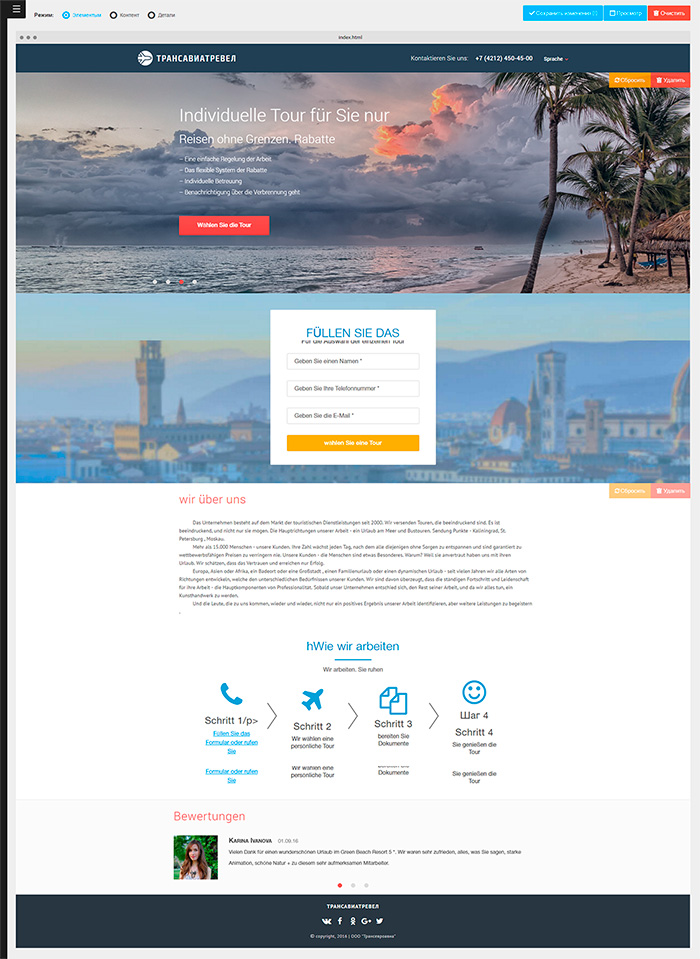 Режим: Элементы Контент Детали
Сохранить изменения (1) Просмотр Очистить
index.html
ТРАНСАВИАТРЕВЕЛ
Kontaktieren Sie uns: +7 (4212) 450-45-00 Sprache
Сбросить Удалить
Individuelle Tour für Sie nur
Reisen ohne Grenzen. Rabatte
– Eine einfache Regelung der Arbeit
– Das flexible System der Rabatte
– Individuelle Betreuung
– Benachrichtigung über die Verbrennung geht
Wählen Sie die Tour
FÜLLEN SIE DAS
Für die Auswahl der einzelnen Tour
Geben Sie einen Namen *
Geben Sie Ihre Telefonnummer *
Geben Sie die E-Mail *
wählen Sie eine Tour
Сбросить Удалить
wir über uns
Das Unternehmen besteht auf dem Markt der touristischen Dienstleistungen seit 2000. Wir versenden Touren, die beeindruckend sind. Es ist
beeindruckend, und nicht nur sie mögen. Die Hauptrichtungen unserer Arbeit - ein Urlaub am Meer und Bustouren. Sendung Punkte - Kaliningrad, St.
Petersburg , Moskau.
Mehr als 15.000 Menschen - unsere Kunden. Ihre Zahl wächst jeden Tag, nach dem alle diejenigen ohne Sorgen zu entspannen und sind garantiert zu
wettbewerbsfähigen Preisen zu verringern nie. Unsere Kunden - die Menschen sind etwas Besonderes. Warum? Weil sie anvertraut haben uns mit ihren
Urlaub. Wir schätzen, dass das Vertrauen und erreichen nur Erfolg.
Europa, Asien oder Afrika, ein Badeort oder eine Großstadt , einen Familienurlaub oder einen dynamischen Urlaub - seit vielen Jahren wir alle Arten von
Richtungen entwickeln, welche den unterschiedlichen Bedürfnissen unserer Kunden. Wir sind davon überzeugt, dass die ständigen Fortschritt und Leidenschaft
für ihre Arbeit - die Hauptkomponenten von Professionalität. Sobald unser Unternehmen entschied sich, den Rest seiner Arbeit, und da wir alles tun, ein
Kunsthandwerk zu werden.
Und die Leute, die zu uns kommen, wieder und wieder, nicht nur ein positives Ergebnis unserer Arbeit identifizieren, aber weitere Leistungen zu begeistern
.
hWie wir arbeiten
Wir arbeiten. Sie ruhen
Schritt 1/p>
Füllen Sie das
Formular oder rufen
Sie
Formular oder rufen
Sie
Schritt 2
Wir wählen eine
persönliche Tour
Wir wählen eine
persönliche Tour
Schritt 3
bereiten Sie
Dokumente
bereiten Sie
Dokumente
Шаг 4
Schritt 4
Sie genießen die
Tour
Sie genießen die
Tour
Bewertungen
KARINA IVANOVA 01.09.16
Vielen Dank für einen wunderschönen Urlaub im Green Beach Resort 5 *. Wir waren sehr zufrieden, alles, was Sie sagen, starke
Animation, schöne Natur + zu diesem sehr aufmerksamen Mitarbeiter.
ТРАНСАВИАТРЕВЕЛ
© copyright, 2016 | ООО "Трансевровиа"